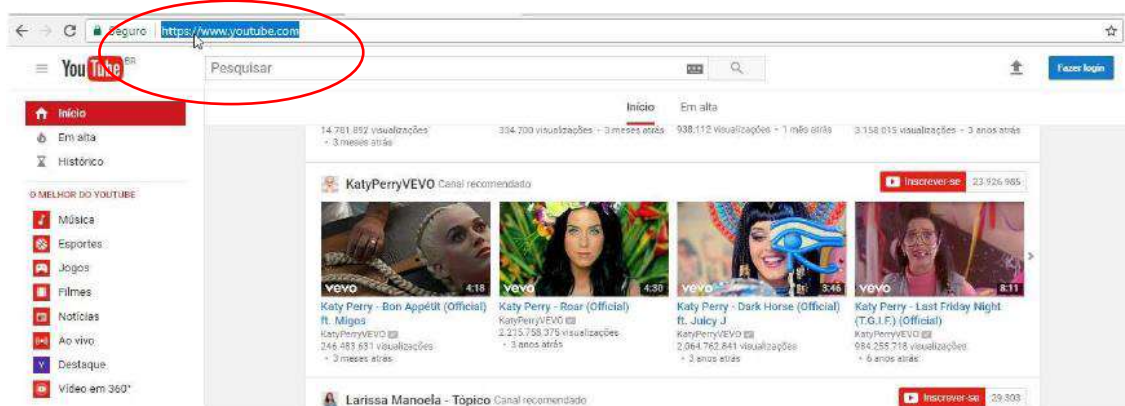 Seguro https://www.youtube.com
YouTube BR Pesquisar Fazer login
Início Em alta
Início
Em alta
Histórico
O MELHOR DO YOUTUBE
Música
Esportes
Jogos
Filmes
Notícias
Ao vivo
Destaque
Vídeo em 360°
14.781.892 visualizações
• 3 meses atrás
334.700 visualizações • 3 meses atrás
938.112 visualizações • 1 mês atrás
3.158.015 visualizações • 3 anos atrás
KatyPerryVEVO Canal recomendado Inscrever-se 23.926.985
vevo 4:18
Katy Perry - Bon Appétit (Official)
ft. Migos
KatyPerryVEVO
246.483.631 visualizações
• 3 meses atrás
vevo 4:30
Katy Perry - Roar (Official)
KatyPerryVEVO
2.215.758.375 visualizações
• 3 anos atrás
vevo 3:46
Katy Perry - Dark Horse (Official)
ft. Juicy J
KatyPerryVEVO
2.064.762.841 visualizações
• 3 anos atrás
vevo 8:11
Katy Perry - Last Friday Night
(T.G.I.F.) (Official)
KatyPerryVEVO
984.255.718 visualizações
• 6 anos atrás
Larissa Manoela - Tópico Canal recomendado Inscrever-se 29.803